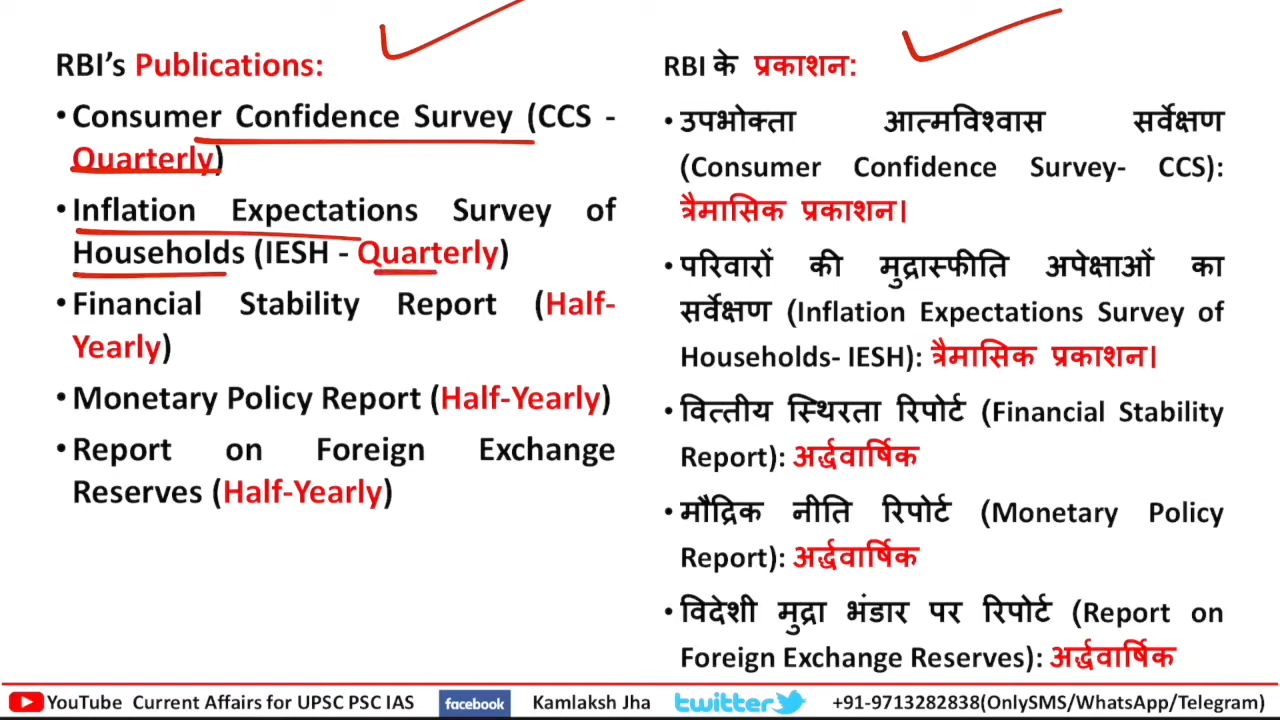 RBI's Publications:
•Consumer Confidence Survey (CCS -
Quarterly)
•Inflation Expectations Survey of
Households (IESH - Quarterly)
•Financial Stability Report (Half-
Yearly)
•Monetary Policy Report (Half-Yearly)
•Report on Foreign Exchange
Reserves (Half-Yearly)
RBI के प्रकाशन:
•उपभोक्ता आत्मविश्वास सर्वेक्षण
(Consumer Confidence Survey- CCS):
त्रैमासिक प्रकाशन।
•परिवारों की मुद्रास्फीति अपेक्षाओं का
सर्वेक्षण (Inflation Expectations Survey of
Households- IESH): त्रैमासिक प्रकाशन।
•वित्तीय स्थिरता रिपोर्ट (Financial Stability
Report): अर्द्धवार्षिक
•मौद्रिक नीति रिपोर्ट (Monetary Policy
Report): अर्द्धवार्षिक
•विदेशी मुद्रा भंडार पर रिपोर्ट (Report on
Foreign Exchange Reserves): अर्द्धवार्षिक
YouTube Current Affairs for UPSC PSC IAS facebook Kamlaksh Jha twitter +91-9713282838(OnlySMS/WhatsApp/Telegram)